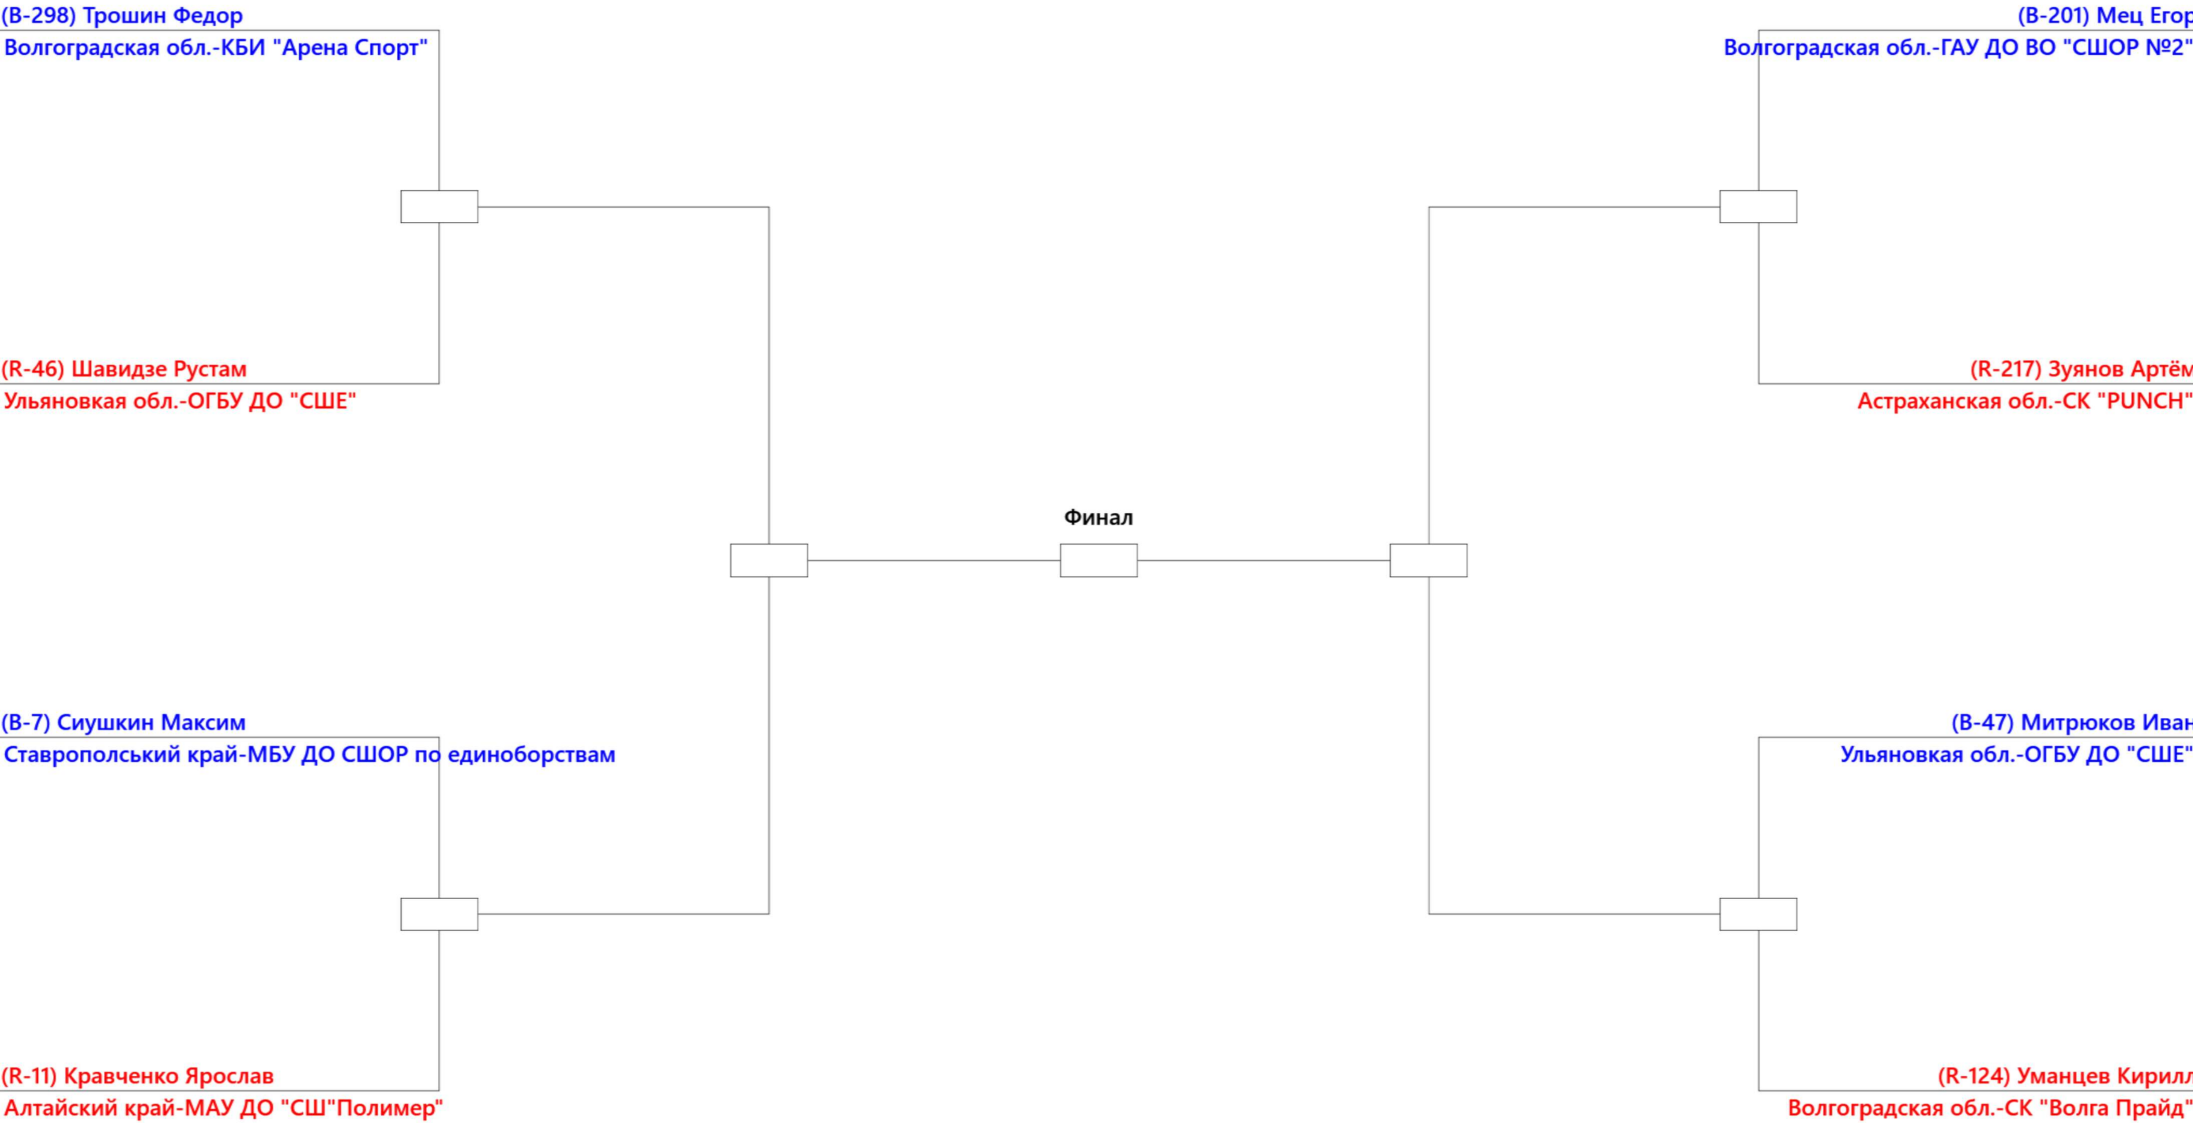 (B-298) Трошин Федор
Волгоградская обл.-КБИ "Арена Спорт"
(R-46) Шавидзе Рустам
Ульяновкая обл.-ОГБУ ДО "СШЕ"
(B-7) Сиушкин Максим
Ставропольський край-МБУ ДО СШОР по единоборствам
(R-11) Кравченко Ярослав
Алтайский край-МАУ ДО "СШ"Полимер"
Финал
(B-201) Мец Егор
Волгоградская обл.-ГАУ ДО ВО "СШОР №2"
(R-217) Зуянов Артём
Астраханская обл.-СК "PUNCH"
(B-47) Митрюков Иван
Ульяновкая обл.-ОГБУ ДО "СШЕ"
(R-124) Уманцев Кирилл
Волгоградская обл.-СК "Волга Прайд"